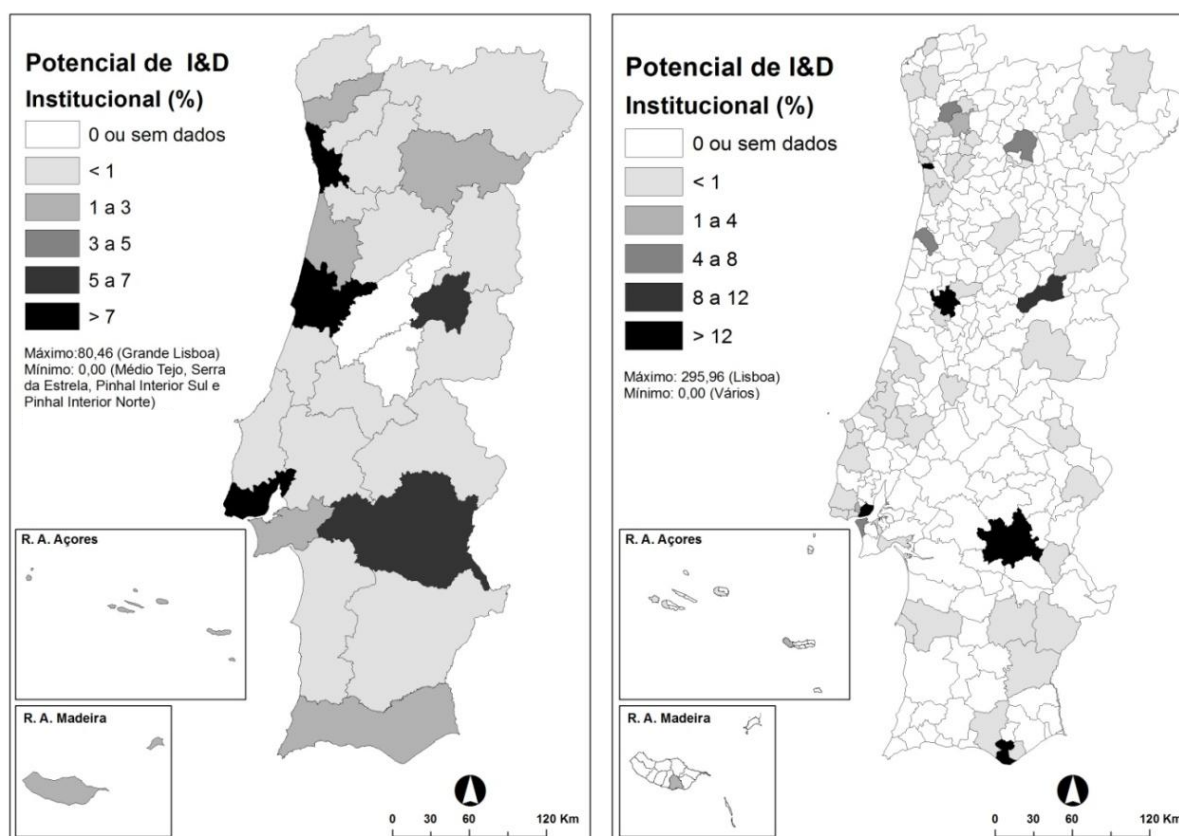 Potencial de I&D
Institucional (%)
0 ou sem dados
< 1
1 a 3
3 a 5
5 a 7
> 7
Máximo:80,46 (Grande Lisboa)
Mínimo: 0,00 (Médio Tejo, Serra
da Estrela, Pinhal Interior Sul e
Pinhal Interior Norte)
R. A. Açores
R. A. Madeira
0 30 60 120 Km
Potencial de I&D
Institucional (%)
0 ou sem dados
< 1
1 a 4
4 a 8
8 a 12
> 12
Máximo: 295,96 (Lisboa)
Mínimo: 0,00 (Vários)
R. A. Açores
R. A. Madeira
0 30 60 120 Km